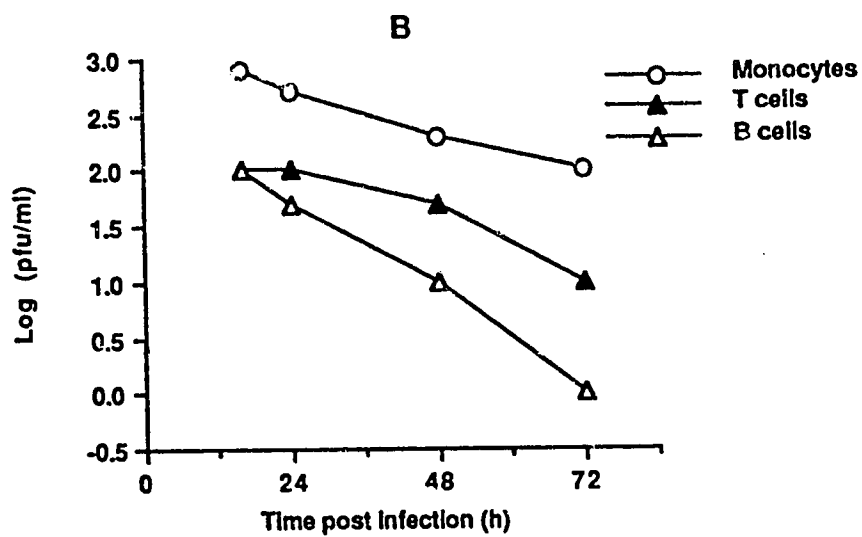 B
3.0
2.5
2.0
1.5
1.0
0.5
0.0
-0.5
Log (pfu/ml)
0 24 48 72
Time post infection (h)
Monocytes
T cells
B cells